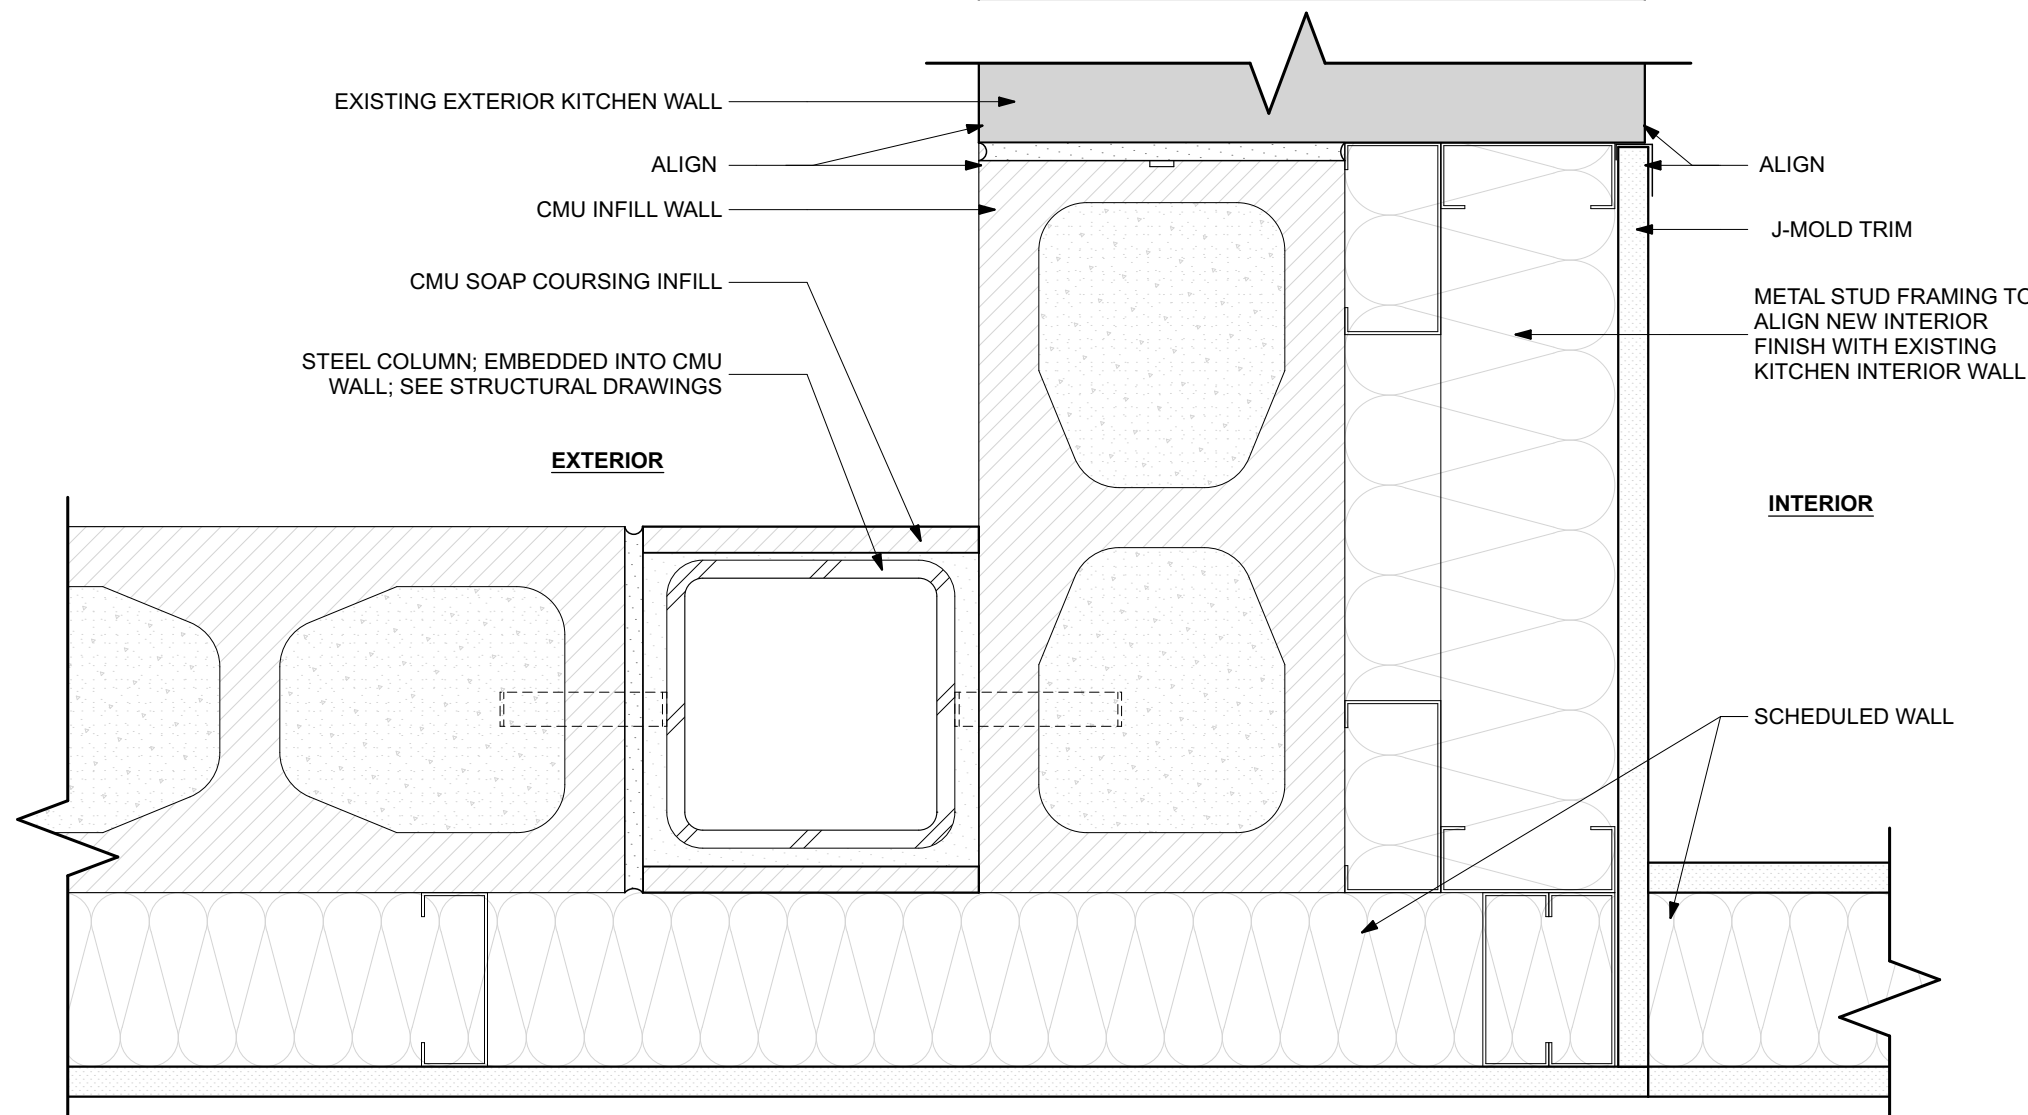 EXISTING EXTERIOR KITCHEN WALL
ALIGN
CMU INFILL WALL
CMU SOAP COURSING INFILL
STEEL COLUMN; EMBEDDED INTO CMU
WALL; SEE STRUCTURAL DRAWINGS
EXTERIOR
ALIGN
J-MOLD TRIM
METAL STUD FRAMING TO
ALIGN NEW INTERIOR
FINISH WITH EXISTING
KITCHEN INTERIOR WALL
INTERIOR
SCHEDULED WALL